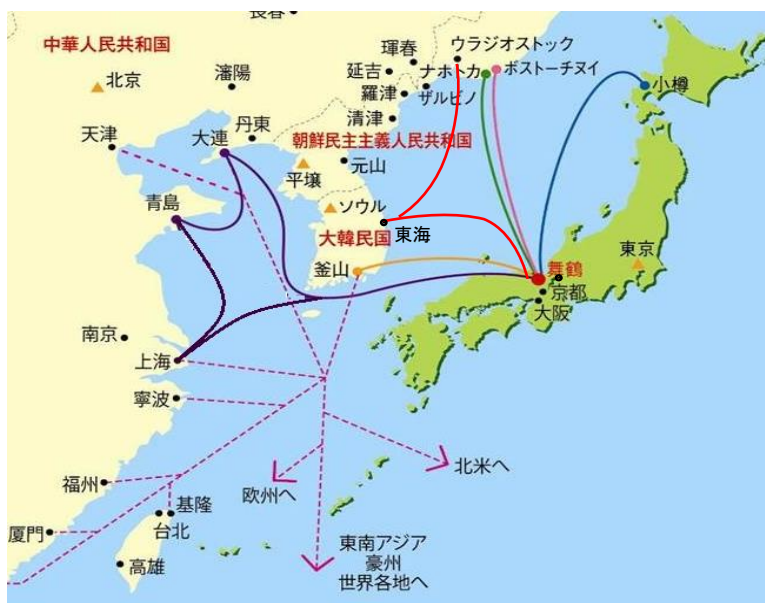 長春
中華人民共和国
北京
瀋陽
琿春
延吉
羅津
清津
ウラジオストック
ナホトカ
ボストーチヌイ
ザルビノ
小樽
天津
大連
丹東
朝鮮民主主義人民共和国
元山
平壌
青島
ソウル
東海
大韓民国
釜山
東京
舞鶴
京都
大阪
南京
上海
寧波
福州
基隆
台北
厦門
高雄
欧州へ
北米へ
東南アジア
豪州
世界各地へ